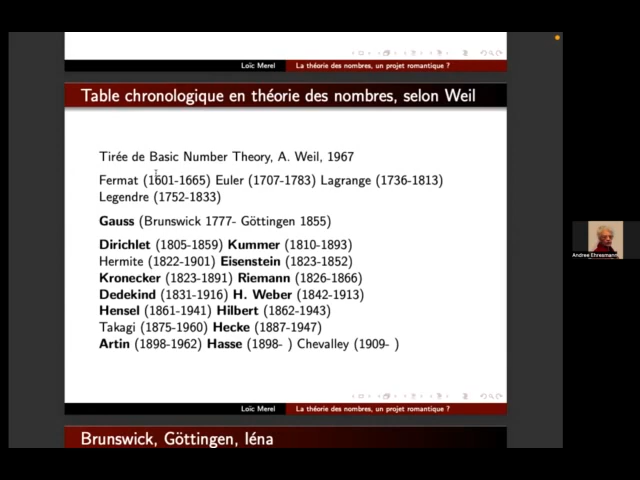 Loïc Merel La théorie des nombres, un projet romantique ?
Table chronologique en théorie des nombres, selon Weil
Tirée de Basic Number Theory, A. Weil, 1967
Fermat (1601-1665) Euler (1707-1783) Lagrange (1736-1813)
Legendre (1752-1833)
Gauss (Brunswick 1777- Göttingen 1855)
Dirichlet (1805-1859) Kummer (1810-1893)
Hermite (1822-1901) Eisenstein (1823-1852)
Kronecker (1823-1891) Riemann (1826-1866)
Dedekind (1831-1916) H. Weber (1842-1913)
Hensel (1861-1941) Hilbert (1862-1943)
Takagi (1875-1960) Hecke (1887-1947)
Artin (1898-1962) Hasse (1898- ) Chevalley (1909- )
Loïc Merel La théorie des nombres, un projet romantique ?
Brunswick, Göttingen, Iéna
Andree Ehresmann